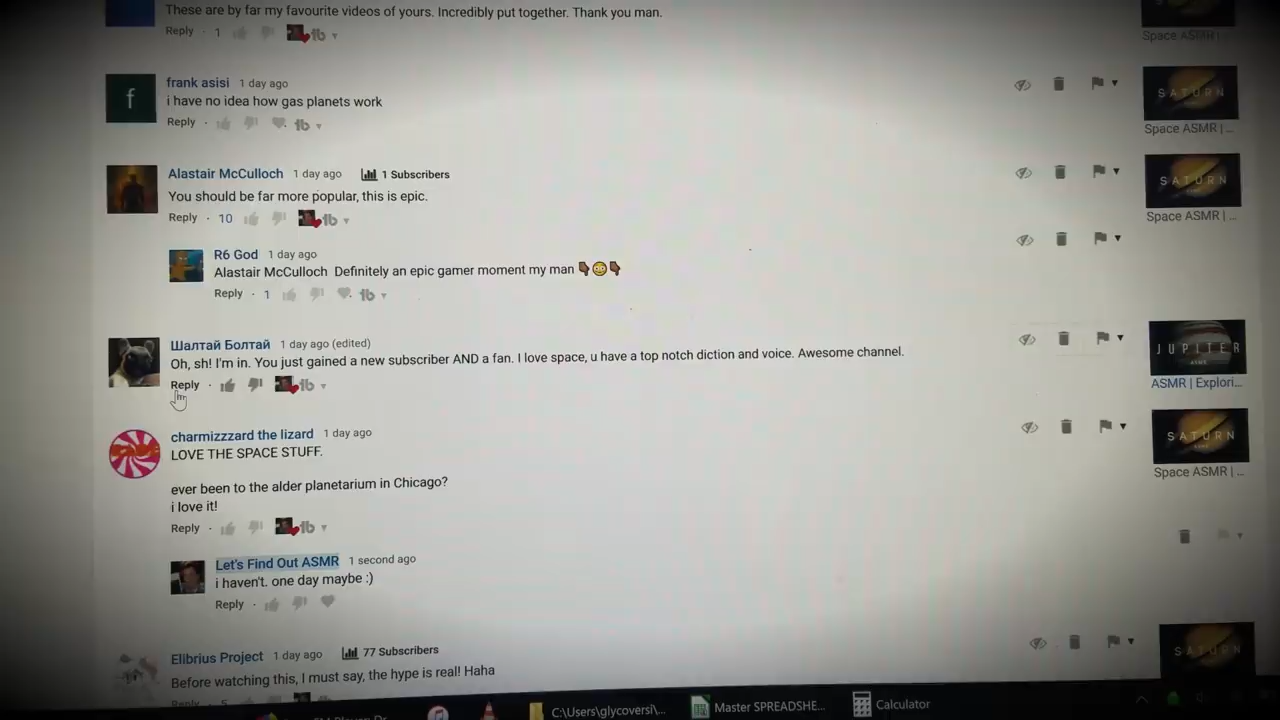 These are by far my favourite videos of yours. Incredibly put together. Thank you man.
Reply · 1
Space ASMR |
frank asisi 1 day ago
i have no idea how gas planets work
Reply ·
SATURN
Space ASMR | ...
Alastair McCulloch 1 day ago 1 Subscribers
You should be far more popular, this is epic.
Reply · 10
SATURN
Space ASMR | ...
R6 God 1 day ago
Alastair McCulloch Definitely an epic gamer moment my man 👇🏾😳👇🏾
Reply · 1
Шалтай Болтай 1 day ago (edited)
Oh, sh! I'm in. You just gained a new subscriber AND a fan. I love space, u have a top notch diction and voice. Awesome channel.
Reply ·
JUPITER
ASMR
ASMR | Explori...
charmizzzard the lizard 1 day ago
LOVE THE SPACE STUFF.
ever been to the alder planetarium in Chicago?
i love it!
Reply ·
SATURN
Space ASMR | ...
Let's Find Out ASMR 1 second ago
i haven't. one day maybe :)
Reply ·
Elibrius Project 1 day ago 77 Subscribers
Before watching this, I must say, the hype is real! Haha
Reply · 5
SATURN
C:\Users\glycoversi\...
Master SPREADSHE...
Calculator